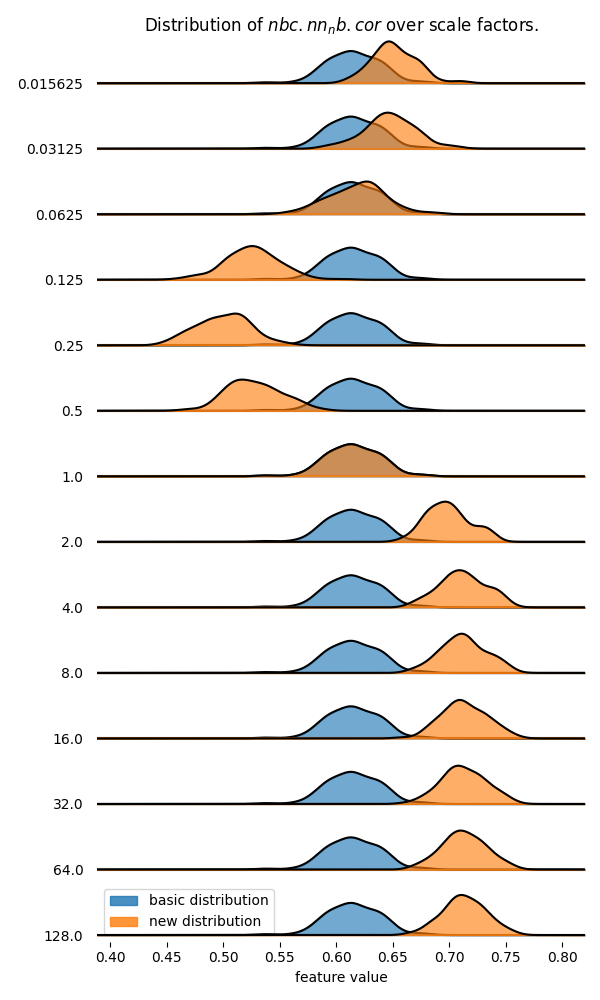 Distribution of nbc.nn_nb.cor over scale factors.
0.015625
0.03125
0.0625
0.125
0.25
0.5
1.0
2.0
4.0
8.0
16.0
32.0
64.0
128.0
basic distribution
new distribution
0.40 0.45 0.50 0.55 0.60 0.65 0.70 0.75 0.80
feature value